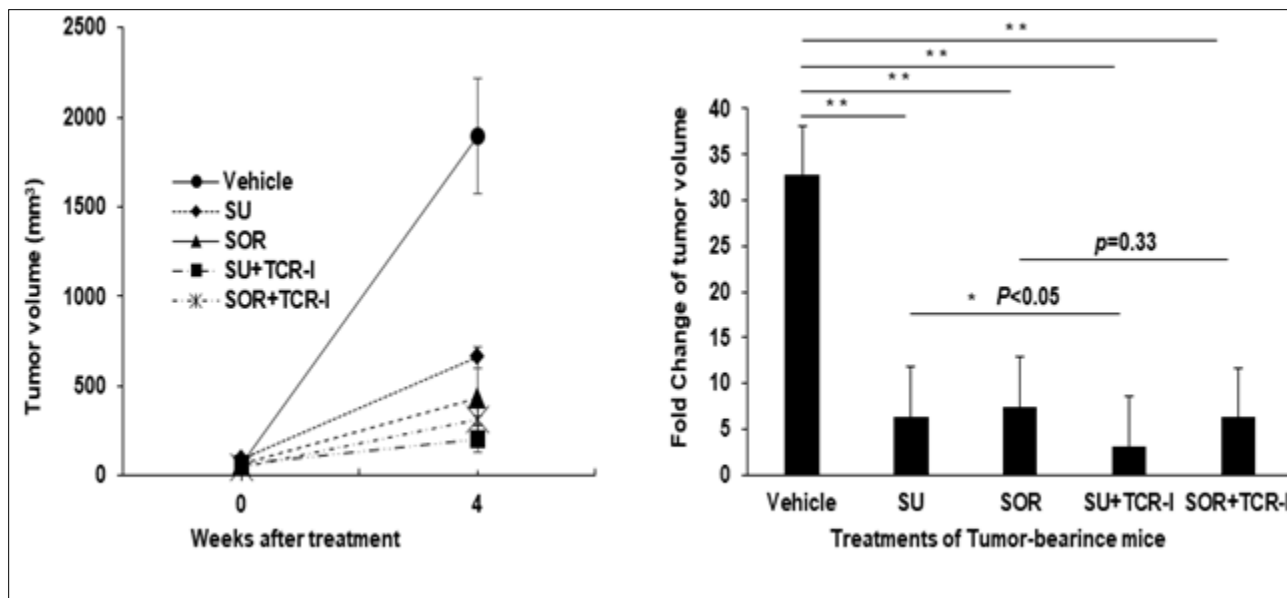 2500
2000
1500
1000
500
0
Tumor volume (mm³)
Vehicle
SU
SOR
SU+TCR-I
SOR+TCR-I
0 4
Weeks after treatment
* *
* *
* *
* *
40
35
30
25
20
15
10
5
0
Fold Change of tumor volume
p=0.33
* P<0.05
Vehicle SU SOR SU+TCR-I SOR+TCR-I
Treatments of Tumor-bearince mice